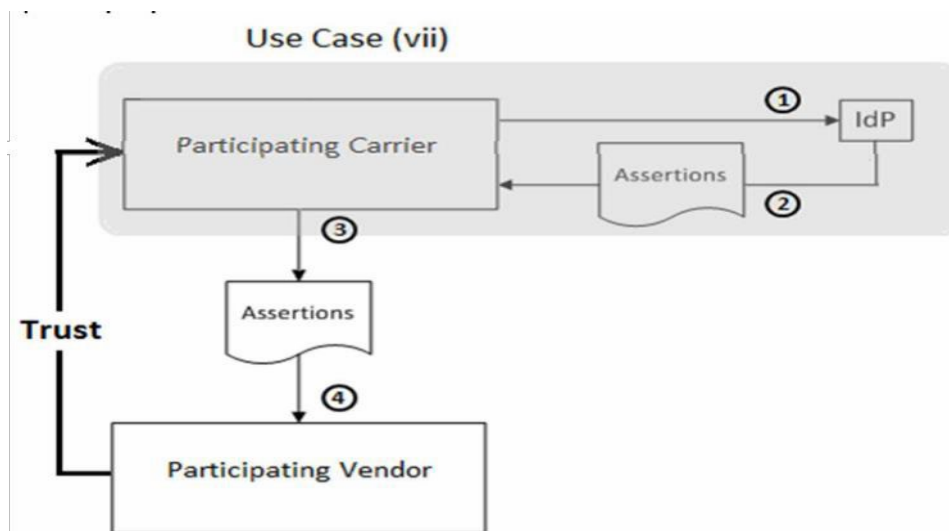 Use Case (vii)
1
Participating Carrier
IdP
Assertions
2
3
Assertions
Trust
4
Participating Vendor